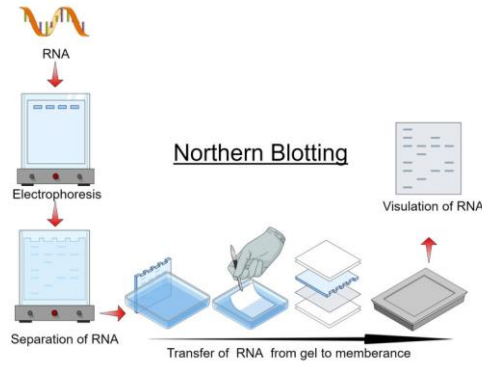 RNA
Electrophoresis
Separation of RNA
Northern Blotting
Transfer of RNA from gel to memberance
Visulation of RNA